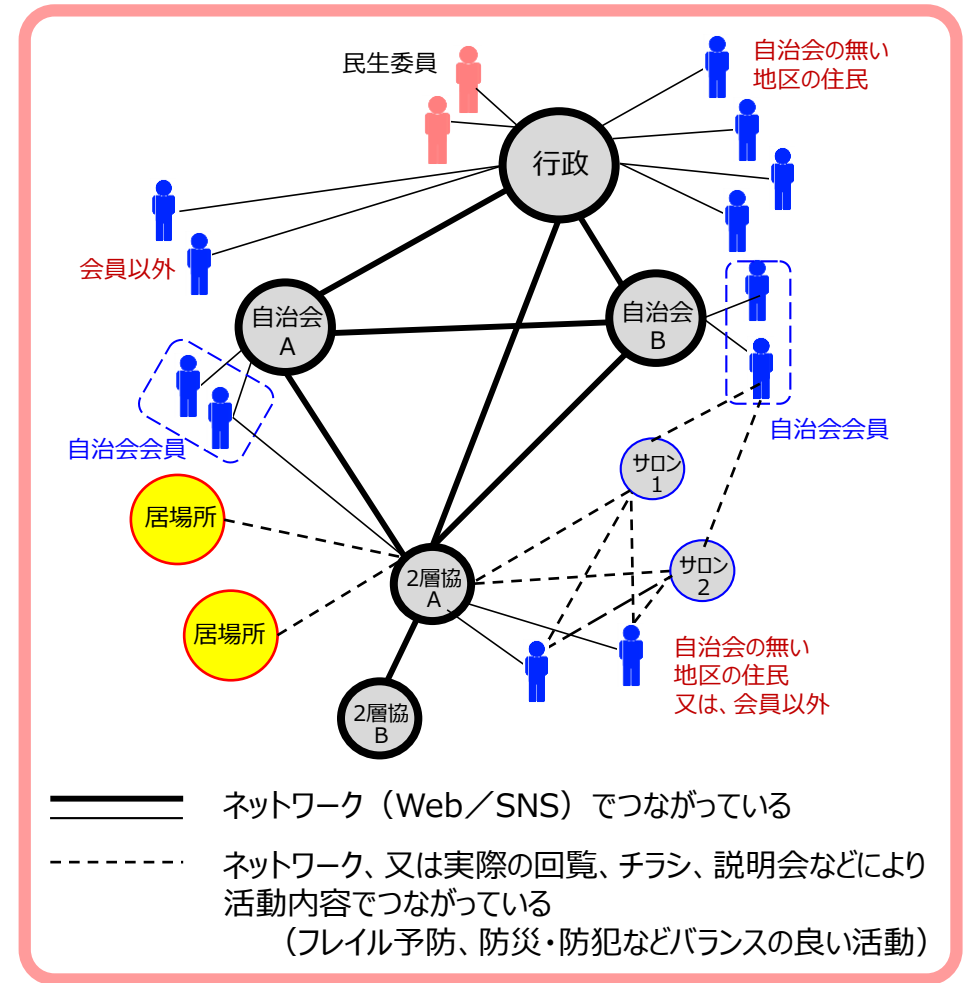 民生委員
自治会の無い
地区の住民
行政
会員以外
自治会
A
自治会
B
自治会会員
自治会会員
サロン
1
居場所
サロン
2
2層協
A
居場所
自治会の無い
地区の住民
又は、会員以外
2層協
B
ネットワーク（Web／SNS）でつながっている
ネットワーク、又は実際の回覧、チラシ、説明会などにより
活動内容でつながっている
（フレイル予防、防災・防犯などバランスの良い活動）